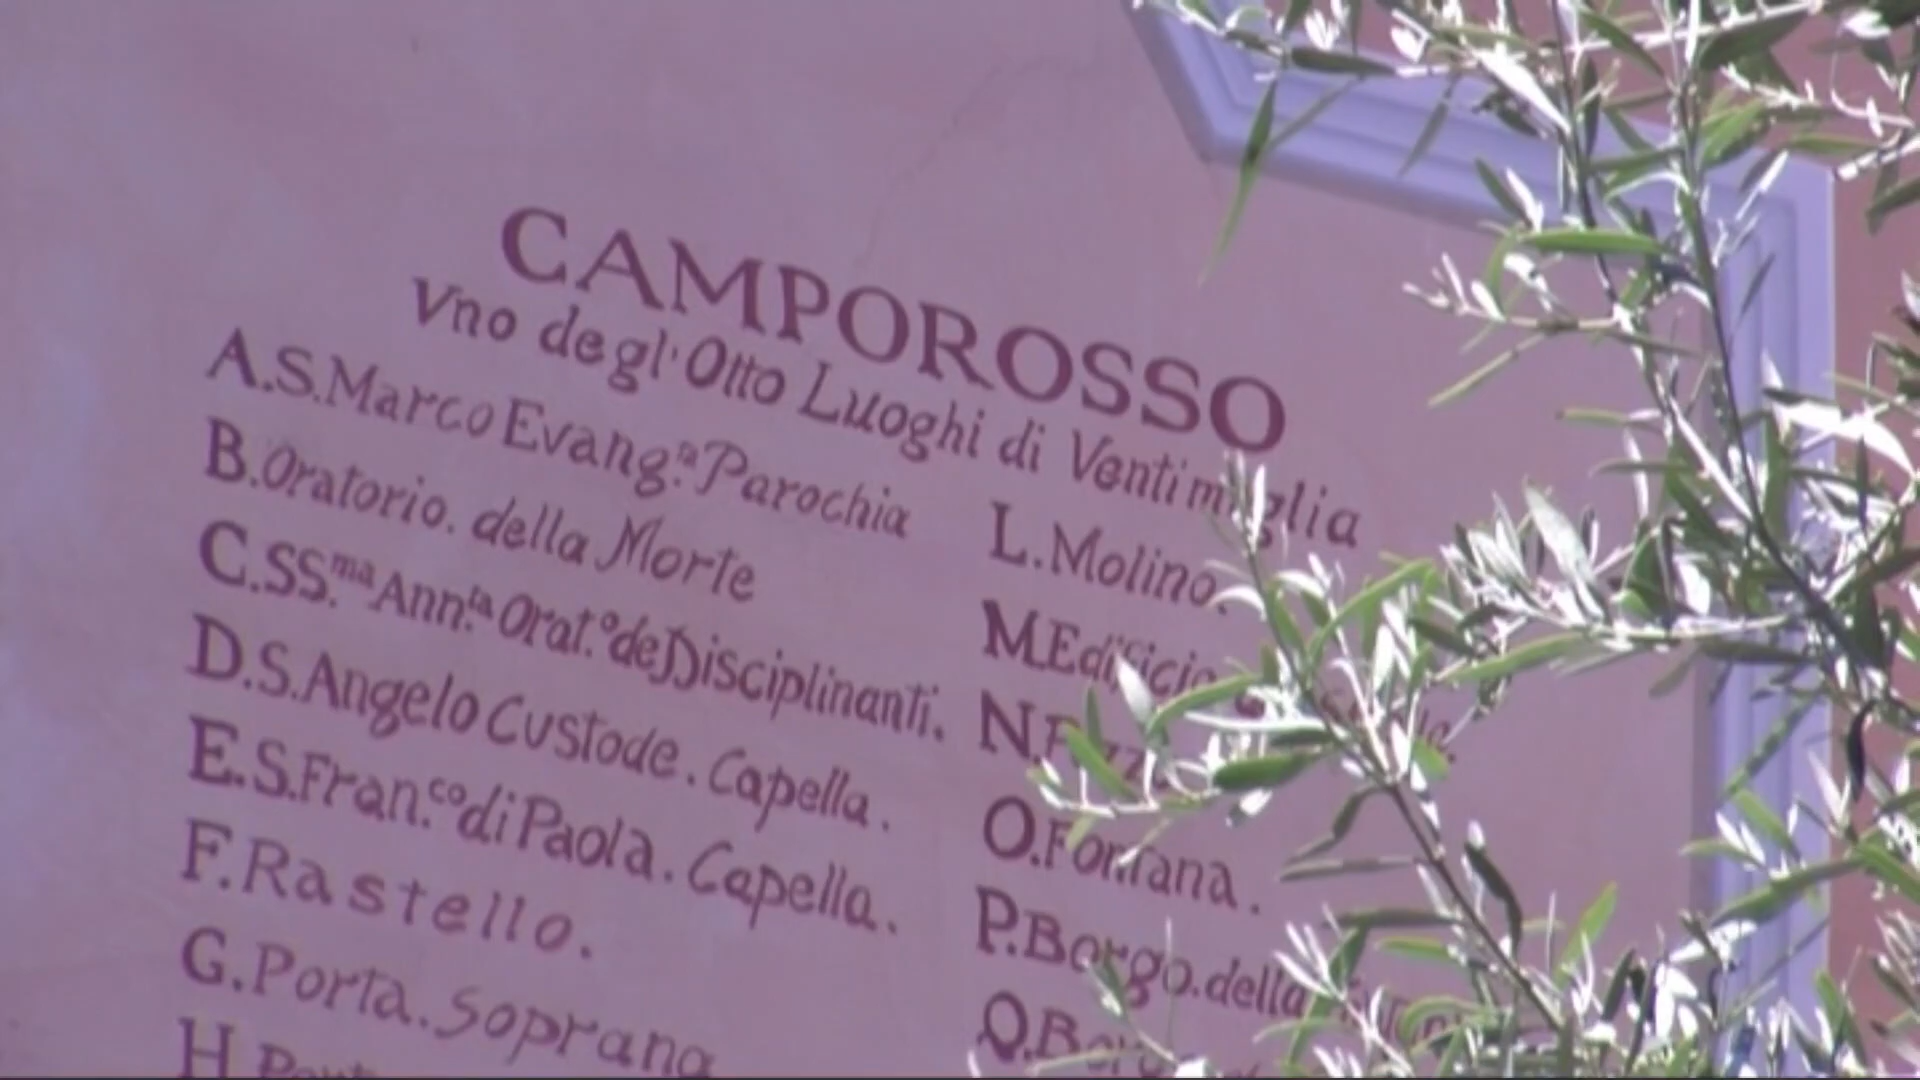 CAMPOROSSO
Vno degl'Otto Luoghi di Ventimiglia
A.S.Marco Evang.ta Parochia
B.Oratorio.della Morte
C.SS.ma Ann.ta Orat.o de Disciplinanti.
D.S.Angelo Custode.Capella.
E.S.Fran.co di Paola.Capella.
F.Rastello.
G.Porta.Soprana
H
L.Molino.
M.Edificio
N.
O.Fontana.
P.Borgo.della
Q.